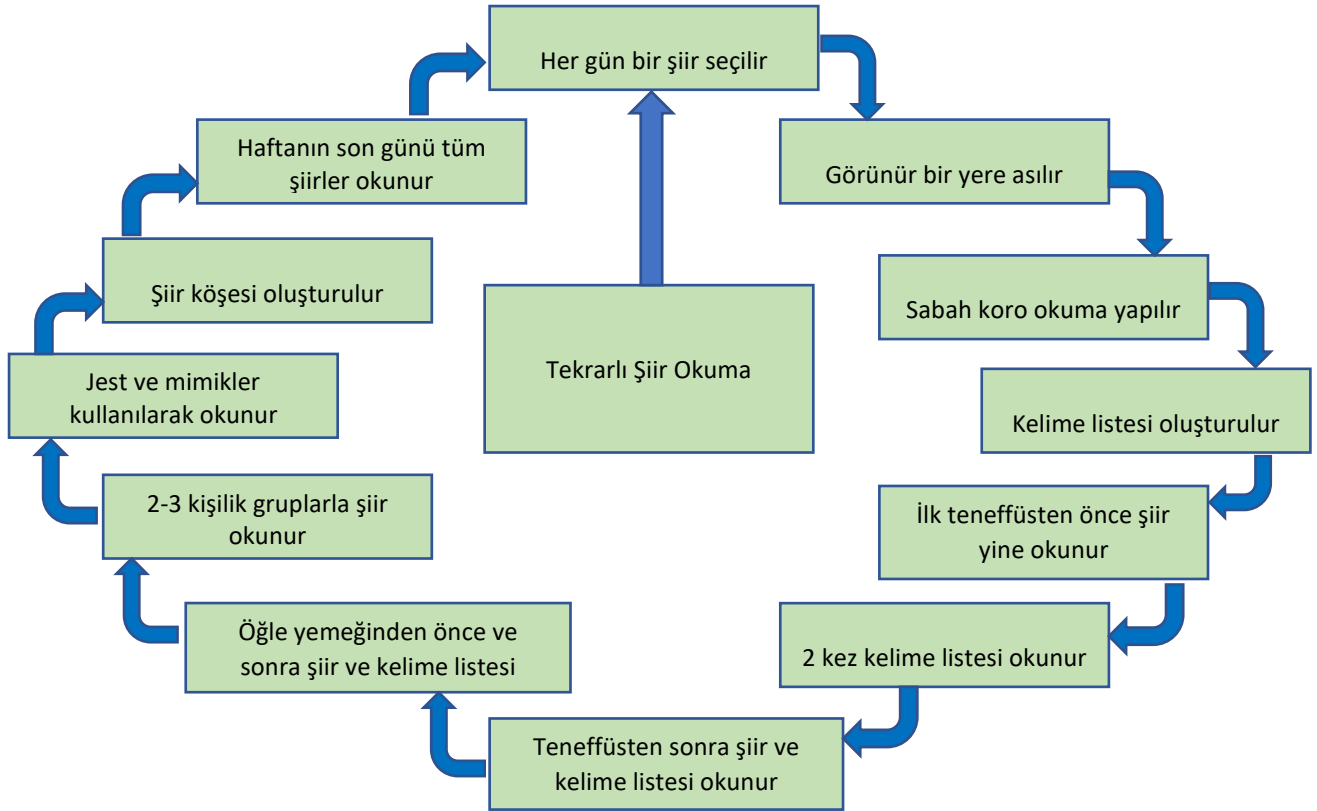 Her gün bir şiir seçilir
Görünür bir yere asılır
Sabah koro okuma yapılır
Kelime listesi oluşturulur
İlk teneffüsten önce şiir
yine okunur
2 kez kelime listesi okunur
Teneffüsten sonra şiir ve
kelime listesi okunur
Öğle yemeğinden önce ve
sonra şiir ve kelime listesi
2-3 kişilik gruplarla şiir
okunur
Jest ve mimikler
kullanılarak okunur
Şiir köşesi oluşturulur
Haftanın son günü tüm
şiirler okunur
Tekrarlı Şiir Okuma